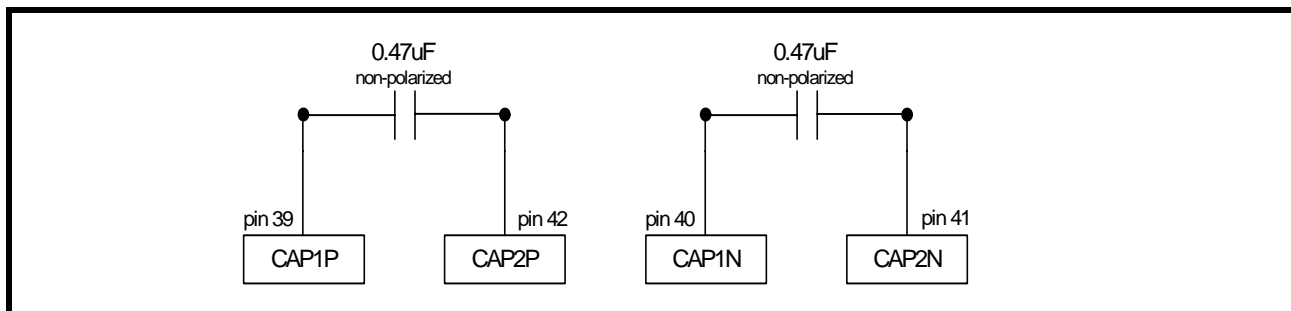 0.47uF
non-polarized
0.47uF
non-polarized
pin 39
pin 42
pin 40
pin 41
CAP1P
CAP2P
CAP1N
CAP2N